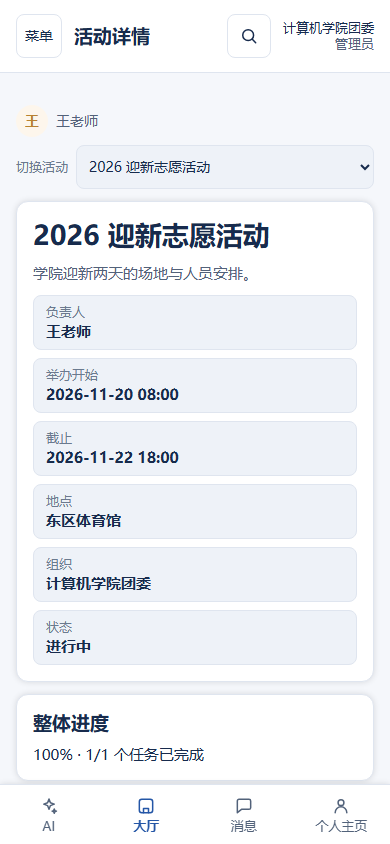 菜单
活动详情
计算机学院团委
管理员
王
王老师
切换活动
2026 迎新志愿活动
2026 迎新志愿活动
学院迎新两天的场地与人员安排。
负责人
王老师
举办开始
2026-11-20 08:00
截止
2026-11-22 18:00
地点
东区体育馆
组织
计算机学院团委
状态
进行中
整体进度
100% · 1/1 个任务已完成
AI
大厅
消息
个人主页